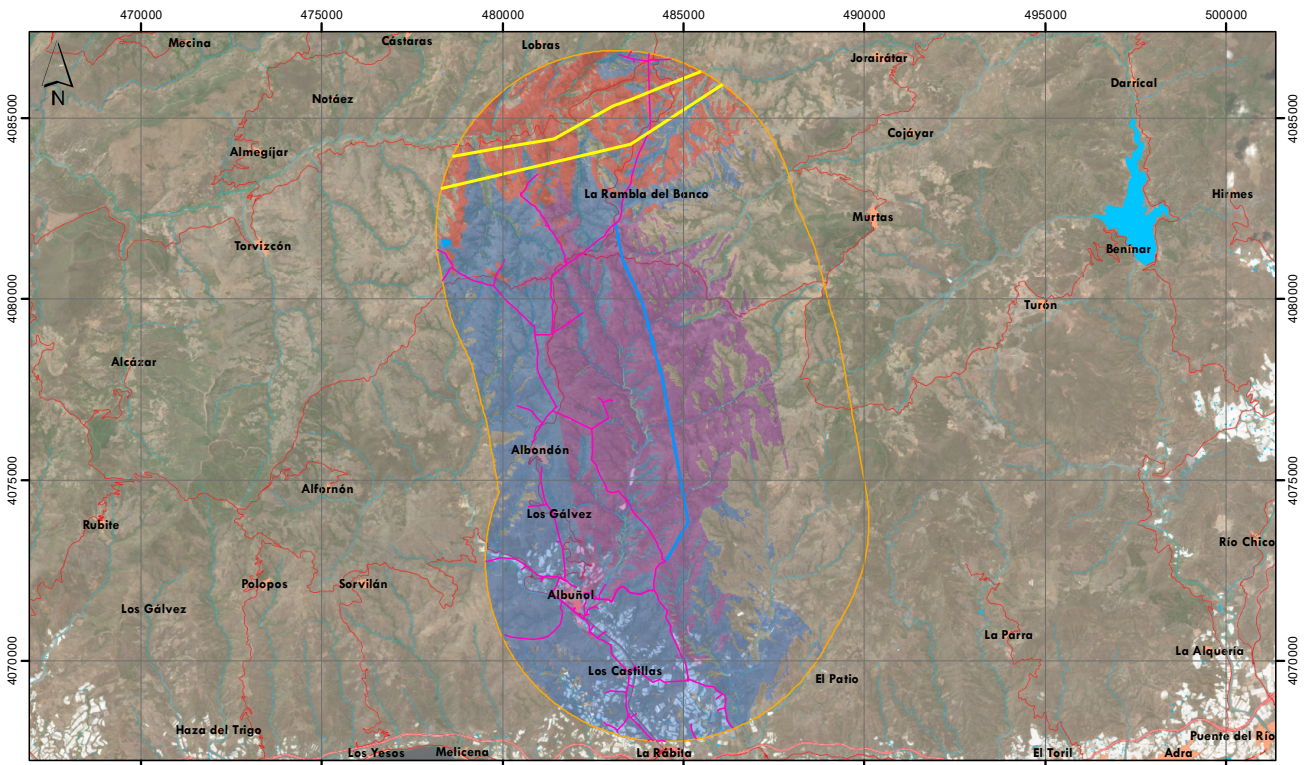 470000 475000 480000 485000 490000 495000 500000
Mecina
Cástaras
Lobras
Jorairátar
Darrical
N
Notáez
4085000
4085000
Cojáyar
Almegíjar
La Rambla del Banco
Hirmes
Murtas
Torvizcón
Benínar
4080000
4080000
Turón
Alcázar
Albondón
4075000
4075000
Alfornón
Los Gálvez
Rubite
Río Chico
Polopos
Sorvilán
Albuñol
Los Gálvez
La Parra
4070000
4070000
La Alquería
Los Castillas
El Patio
Haza del Trigo
Puente del Río
Los Yesos
Melicena
La Rábila
El Toril
Adra